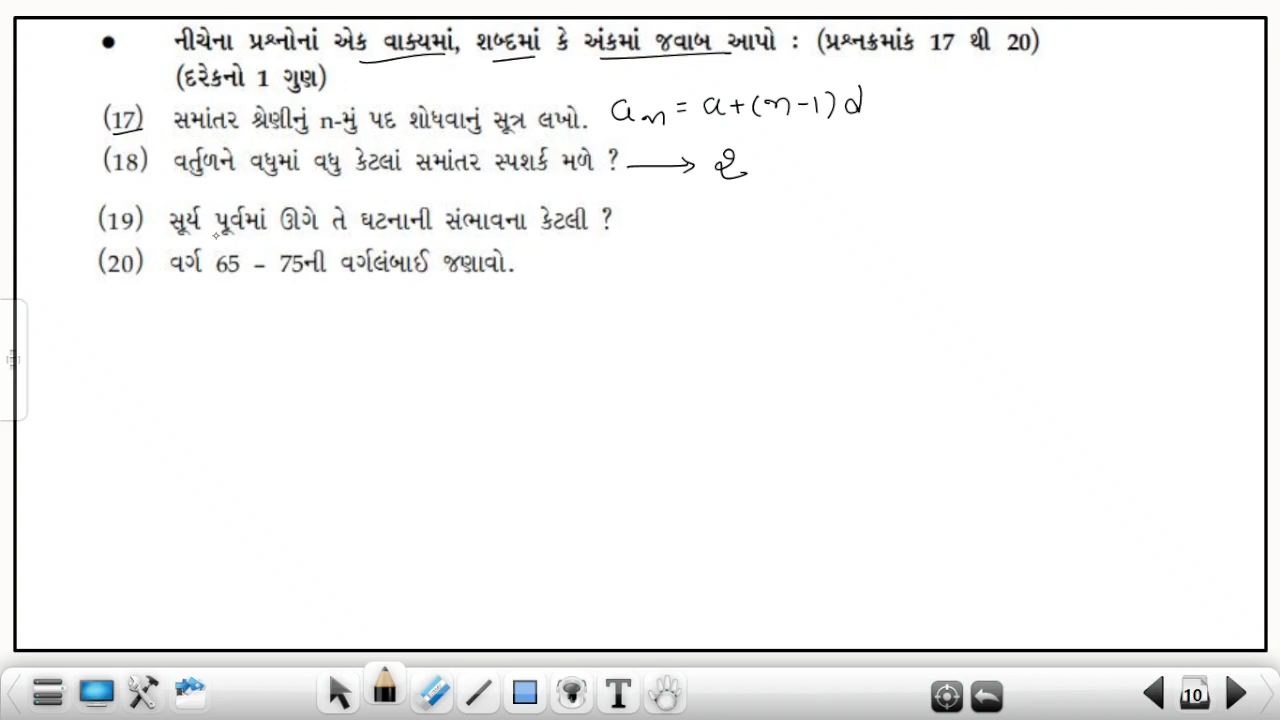 • નીચેના પ્રશ્નોનાં એક વાક્યમાં, શબ્દમાં કે અંકમાં જવાબ આપો : (પ્રશ્નક્રમાંક 17 થી 20)
(દરેકનો 1 ગુણ)
(17) સમાંતર શ્રેણીનું n-મું પદ શોધવાનું સૂત્ર લખો. aₙ = a+(n-1)d
(18) વર્તુળને વધુમાં વધુ કેટલાં સમાંતર સ્પશર્ક મળે ? → ૨
(19) સૂર્ય પૂર્વમાં ઊગે તે ઘટનાની સંભાવના કેટલી ?
(20) વર્ગ 65 – 75ની વર્ગલંબાઈ જણાવો.
10